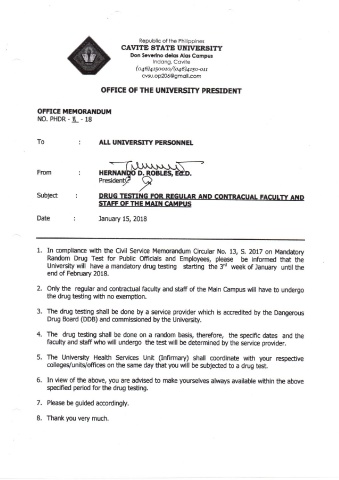 Republic of the Philippines
CAVITE STATE UNIVERSITY
Don Severino delas Alas Campus
Indang, Cavite
cvsu.op206@gmail.com
OFFICE OF THE UNIVERSITY PRESIDENT
OFFICE MEMORANDUM
NO. PHDR - - 18
To : ALL UNIVERSITY PERSONNEL
From : HERNANDO D. ROBLES, Ed.D.
President
Subject : DRUG TESTING FOR REGULAR AND CONTRACUAL FACULTY AND
STAFF OF THE MAIN CAMPUS
Date : January 15, 2018
1. In compliance with the Civil Service Memorandum Circular No. 13, S. 2017 on Mandatory
Random Drug Test for Public Officials and Employees, please be informed that the
University will have a mandatory drug testing starting the 3rd week of January until the
end of February 2018.
2. Only the regular and contractual faculty and staff of the Main Campus will have to undergo
the drug testing with no exemption.
3. The drug testing shall be done by a service provider which is accredited by the Dangerous
Drug Board (DDB) and commissioned by the University.
4. The drug testing shall be done on a random basis, therefore, the specific dates and the
faculty and staff who will undergo the test will be determined by the service provider.
5. The University Health Services Unit (Infirmary) shall coordinate with your respective
colleges/units/offices on the same day that you will be subjected to a drug test.
6. In view of the above, you are advised to make yourselves always available within the above
specified period for the drug testing.
7. Please be guided accordingly.
8. Thank you very much.